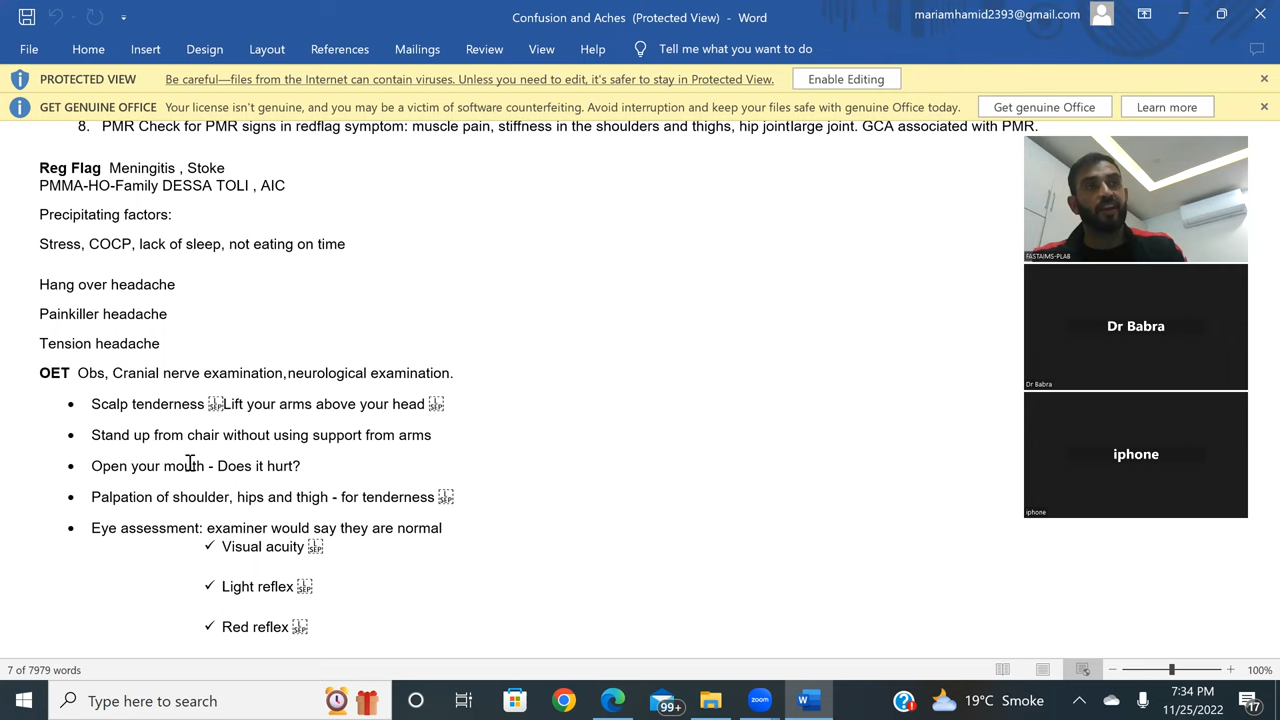 Confusion and Aches (Protected View) - Word
mariamhamid2393@gmail.com
File Home Insert Design Layout References Mailings Review View Help Tell me what you want to do
PROTECTED VIEW Be careful—files from the Internet can contain viruses. Unless you need to edit, it's safer to stay in Protected View. Enable Editing
GET GENUINE OFFICE Your license isn't genuine, and you may be a victim of software counterfeiting. Avoid interruption and keep your files safe with genuine Office today. Get genuine Office Learn more
8. PMR Check for PMR signs in redflag symptom: muscle pain, stiffness in the shoulders and thighs, hip jointlarge joint. GCA associated with PMR.
Reg Flag Meningitis , Stoke
PMMA-HO-Family DESSA TOLI , AIC
Precipitating factors:
Stress, COCP, lack of sleep, not eating on time
Hang over headache
Painkiller headache
Tension headache
OET Obs, Cranial nerve examination,neurological examination.
• Scalp tenderness LSEPLift your arms above your head LSEP
• Stand up from chair without using support from arms
• Open your mouth - Does it hurt?
• Palpation of shoulder, hips and thigh - for tenderness LSEP
• Eye assessment: examiner would say they are normal
✓ Visual acuity LSEP
✓ Light reflex LSEP
✓ Red reflex LSEP
FASTAIMS-PLAB
Dr Babra
Dr Babra
iphone
iphone
7 of 7979 words
100%
Type here to search
99+
zoom
19°C Smoke
7:34 PM
11/25/2022
17